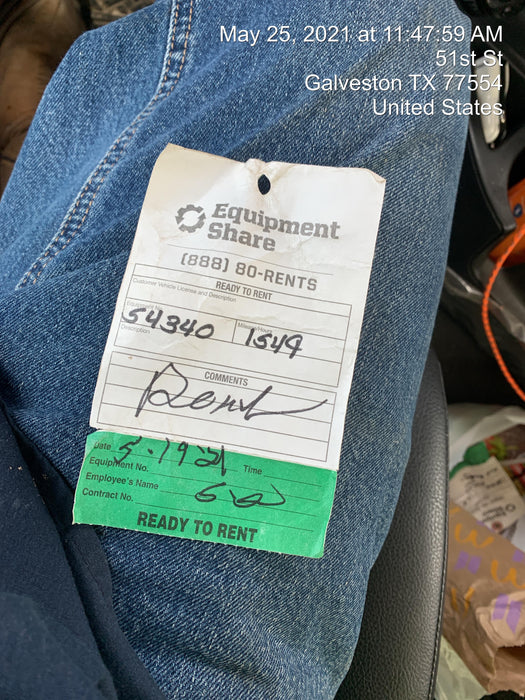 May 25, 2021 at 11:47:59 AM
51st St
Galveston TX 77554
United States
Equipment
Share
(888) 80-RENTS
READY TO RENT
Customer Vehicle License and Description
Equipment No. Mileage/Hours
54340 1549
Description
COMMENTS
Rent
Date 5-19-21 Time
Equipment No.
Employee's Name
Contract No.
READY TO RENT